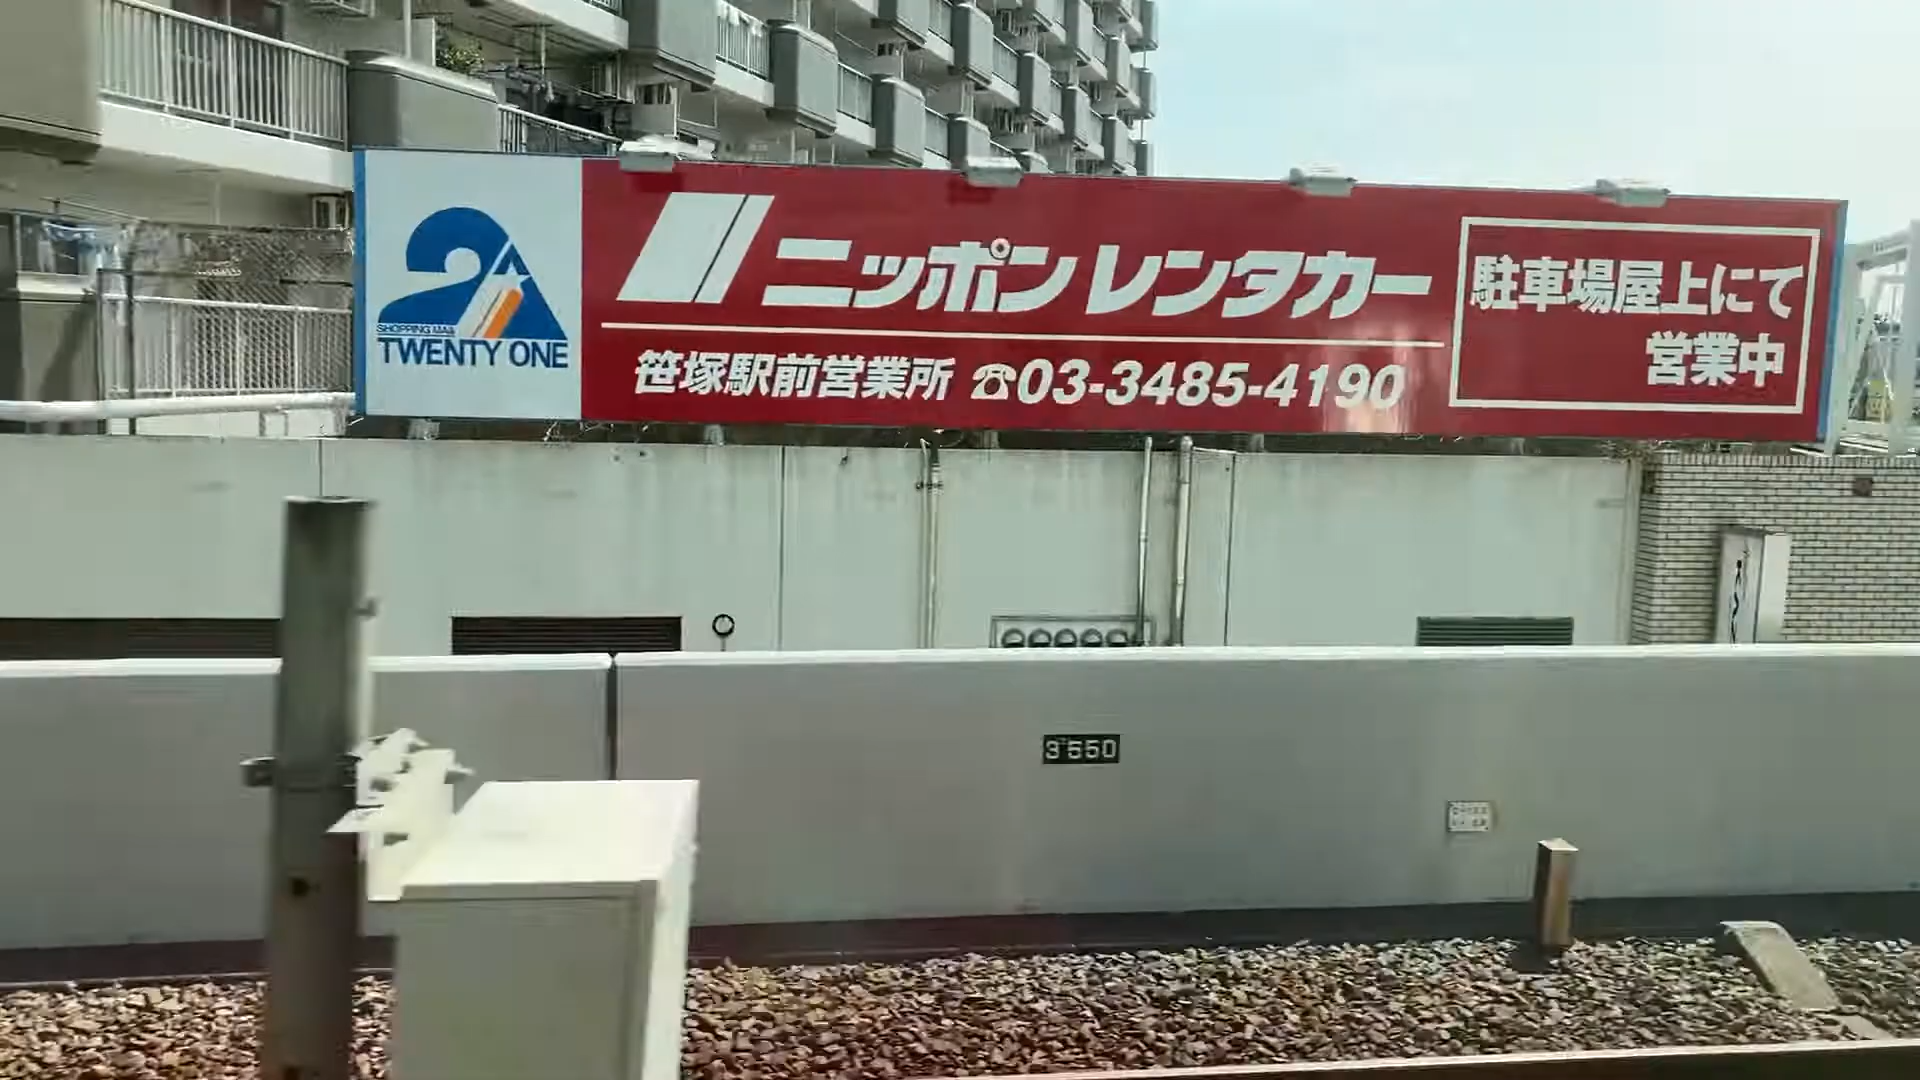 SHOPPING MALL
TWENTY ONE
ニッポンレンタカー
笹塚駅前営業所 ☎03-3485-4190
駐車場屋上にて
営業中
3K550